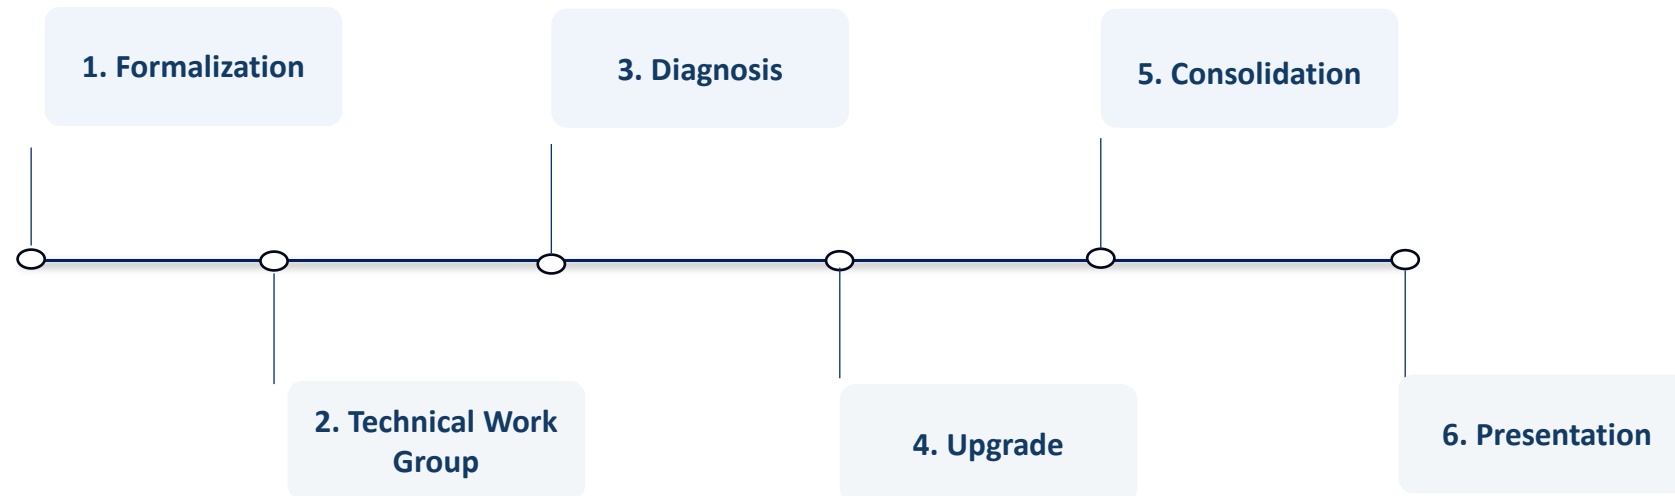 1. Formalization
3. Diagnosis
5. Consolidation
2. Technical Work
Group
4. Upgrade
6. Presentation